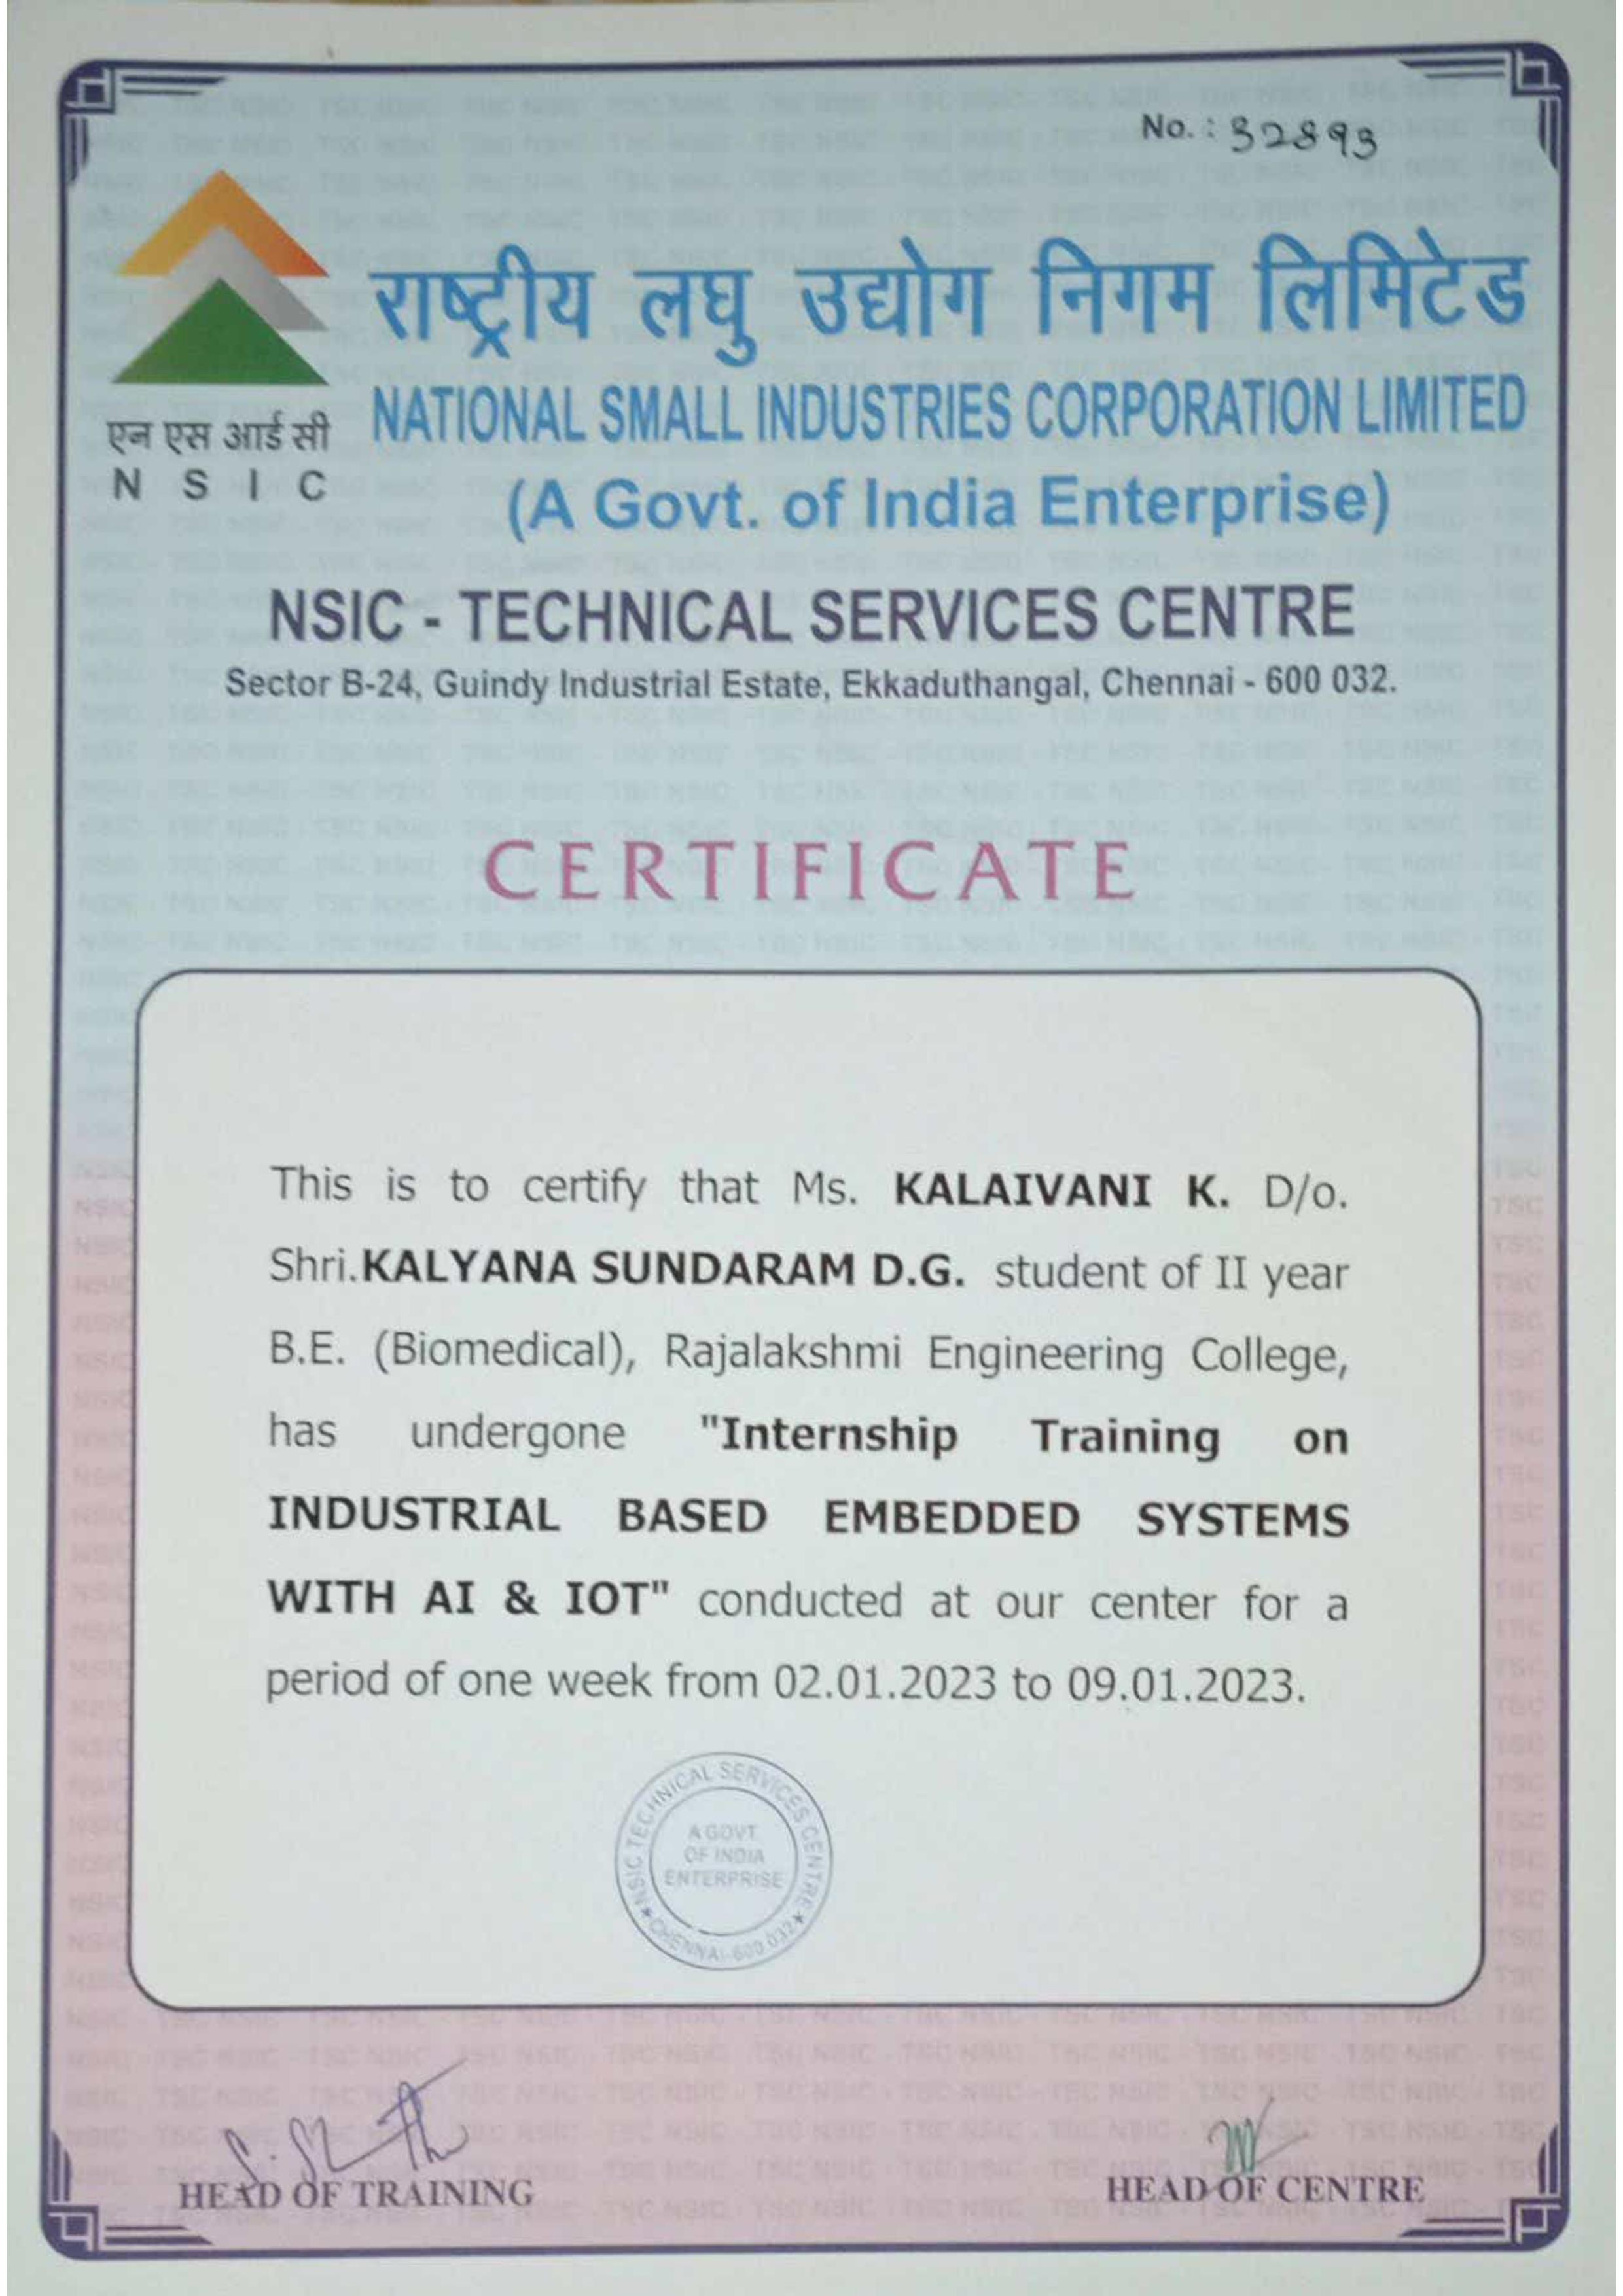 No. : 32893
राष्ट्रीय लघु उद्योग निगम लिमिटेड
एन एस आई सी
NATIONAL SMALL INDUSTRIES CORPORATION LIMITED
N S I C
(A Govt. of India Enterprise)
NSIC - TECHNICAL SERVICES CENTRE
Sector B-24, Guindy Industrial Estate, Ekkaduthangal, Chennai - 600 032.
CERTIFICATE
This is to certify that Ms. KALAIVANI K. D/o.
Shri.KALYANA SUNDARAM D.G. student of II year
B.E. (Biomedical), Rajalakshmi Engineering College,
has undergone "Internship Training on
INDUSTRIAL BASED EMBEDDED SYSTEMS
WITH AI & IOT" conducted at our center for a
period of one week from 02.01.2023 to 09.01.2023.
NSIC TECHNICAL SERVICES CENTRE
A GOVT.
OF INDIA
ENTERPRISE
★ CHENNAI-600 032 ★
HEAD OF TRAINING
HEAD OF CENTRE